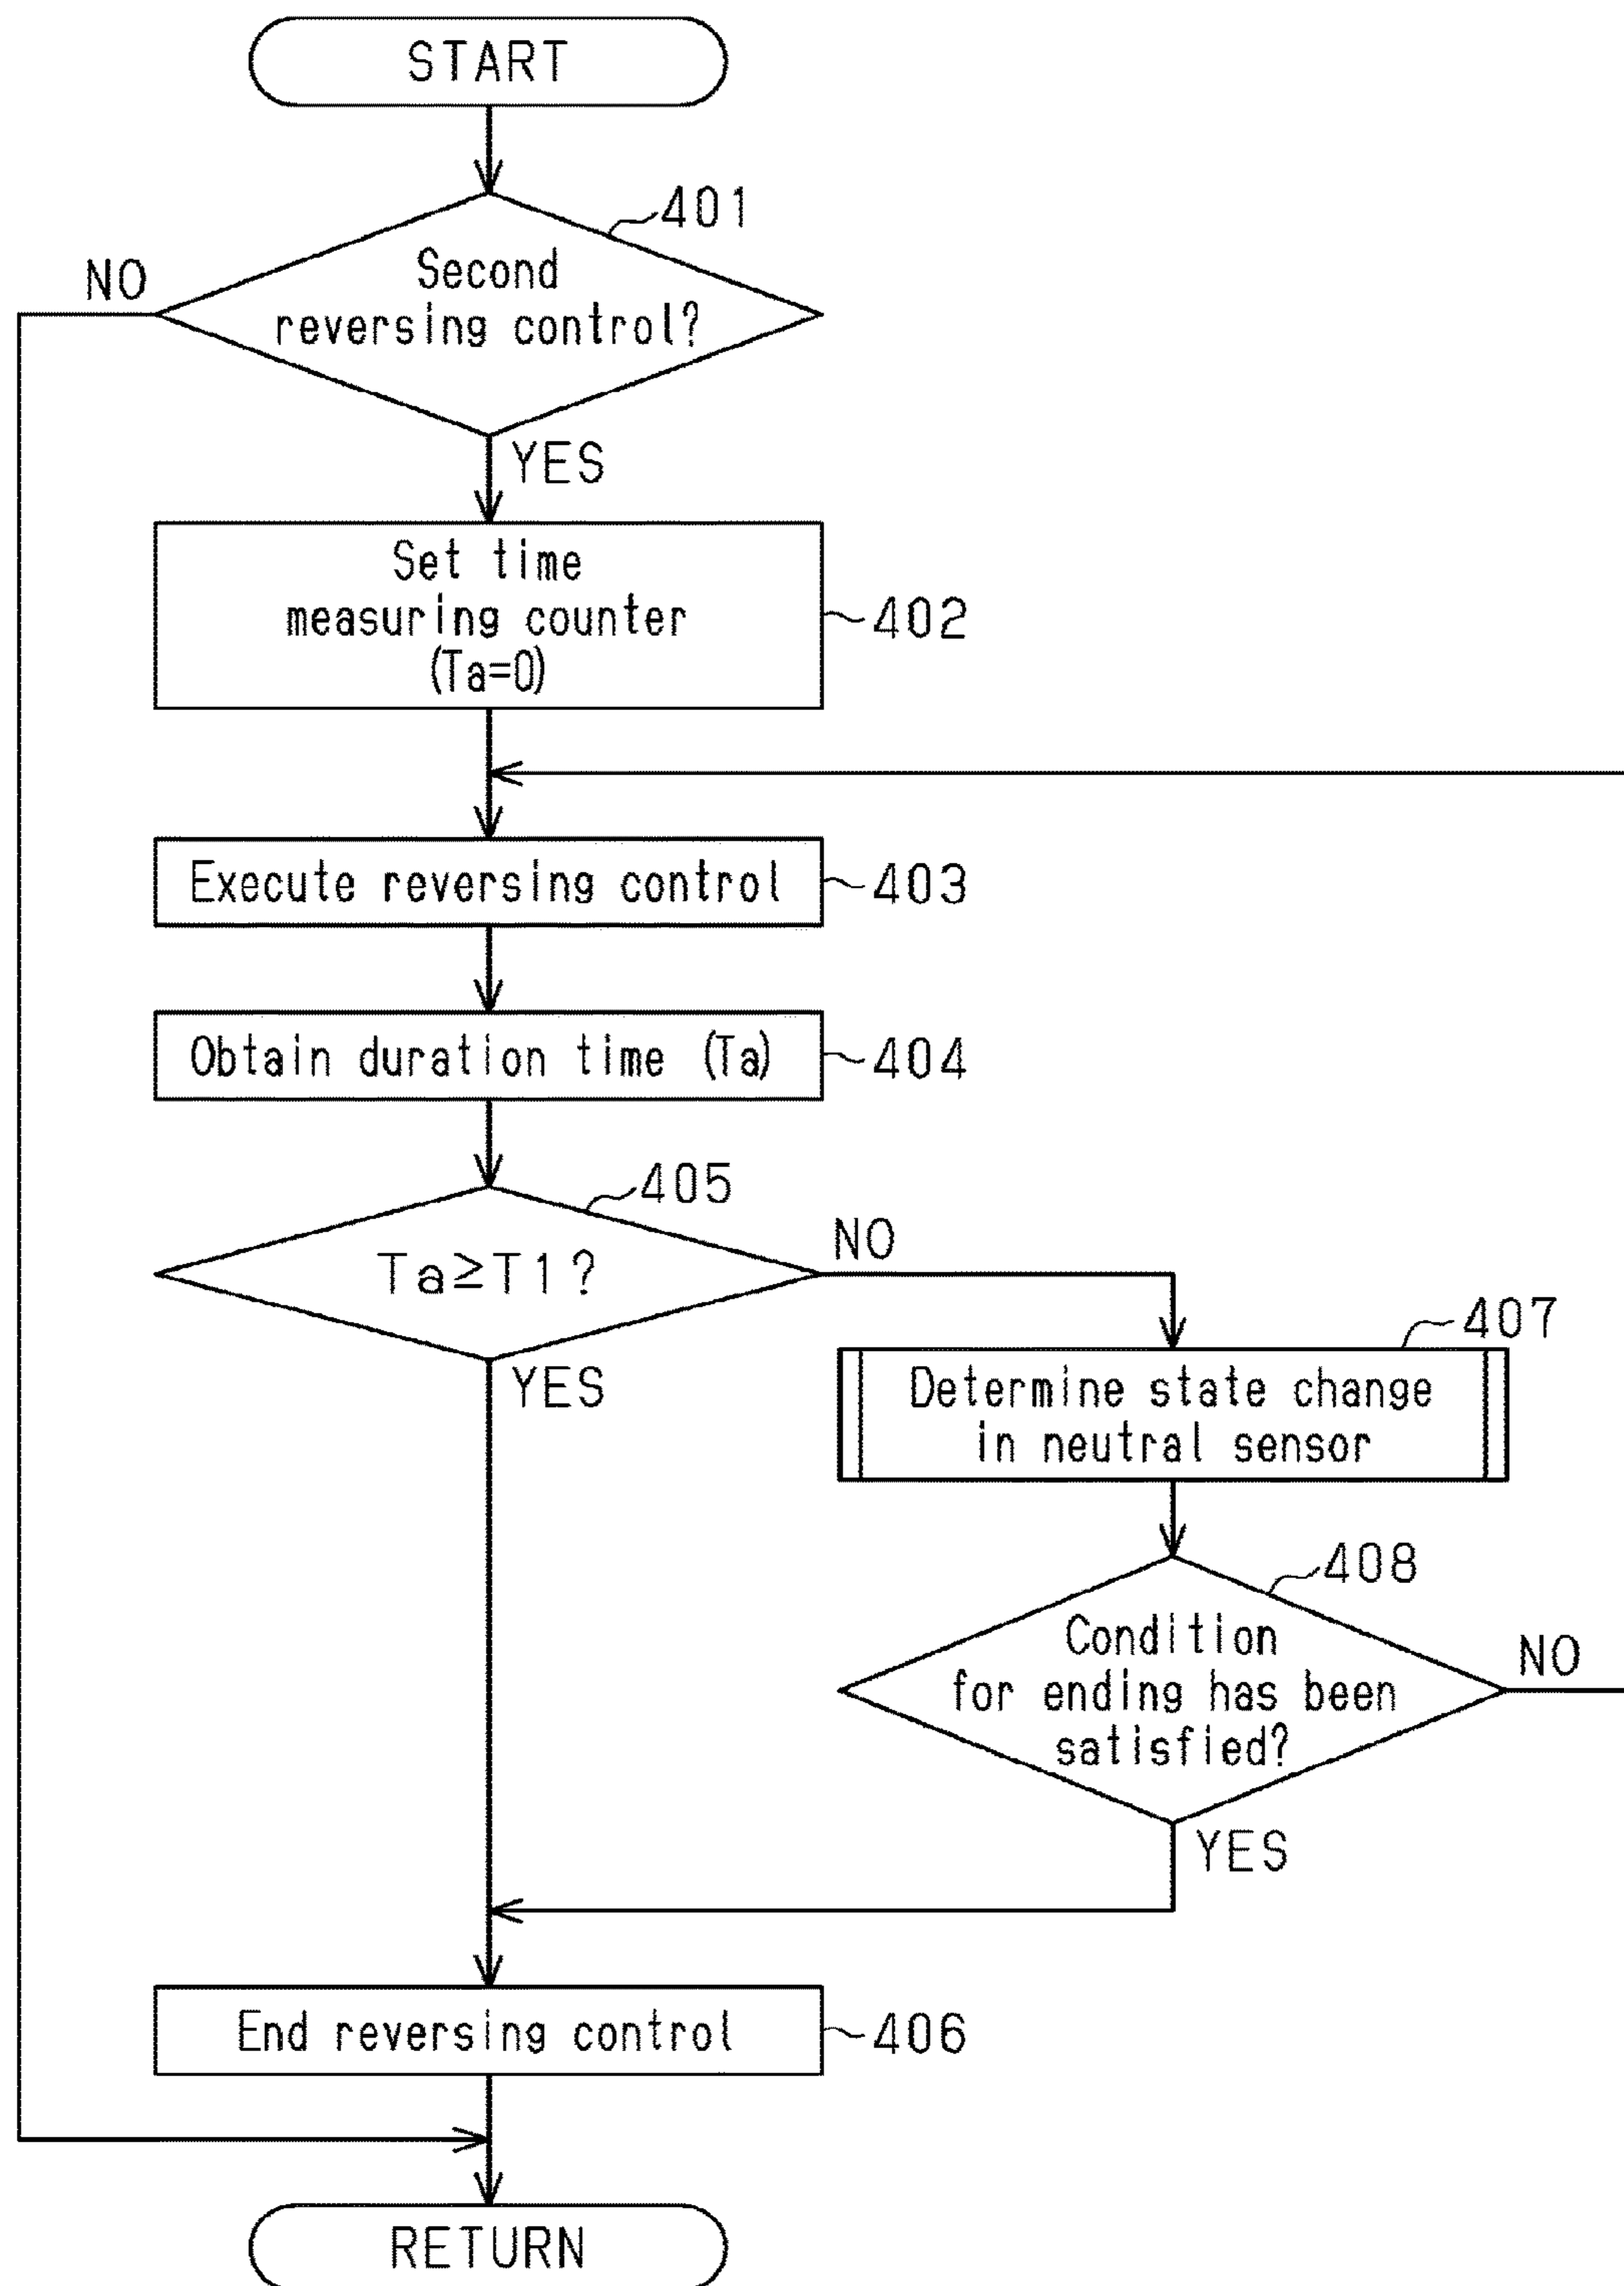 START
401
NO
Second
reversing control?
YES
Set time
measuring counter
(Ta=0)
402
Execute reversing control
403
Obtain duration time (Ta)
404
405
Ta≥T1?
NO
YES
407
Determine state change
in neutral sensor
408
Condition
for ending has been
satisfied?
NO
YES
End reversing control
406
RETURN